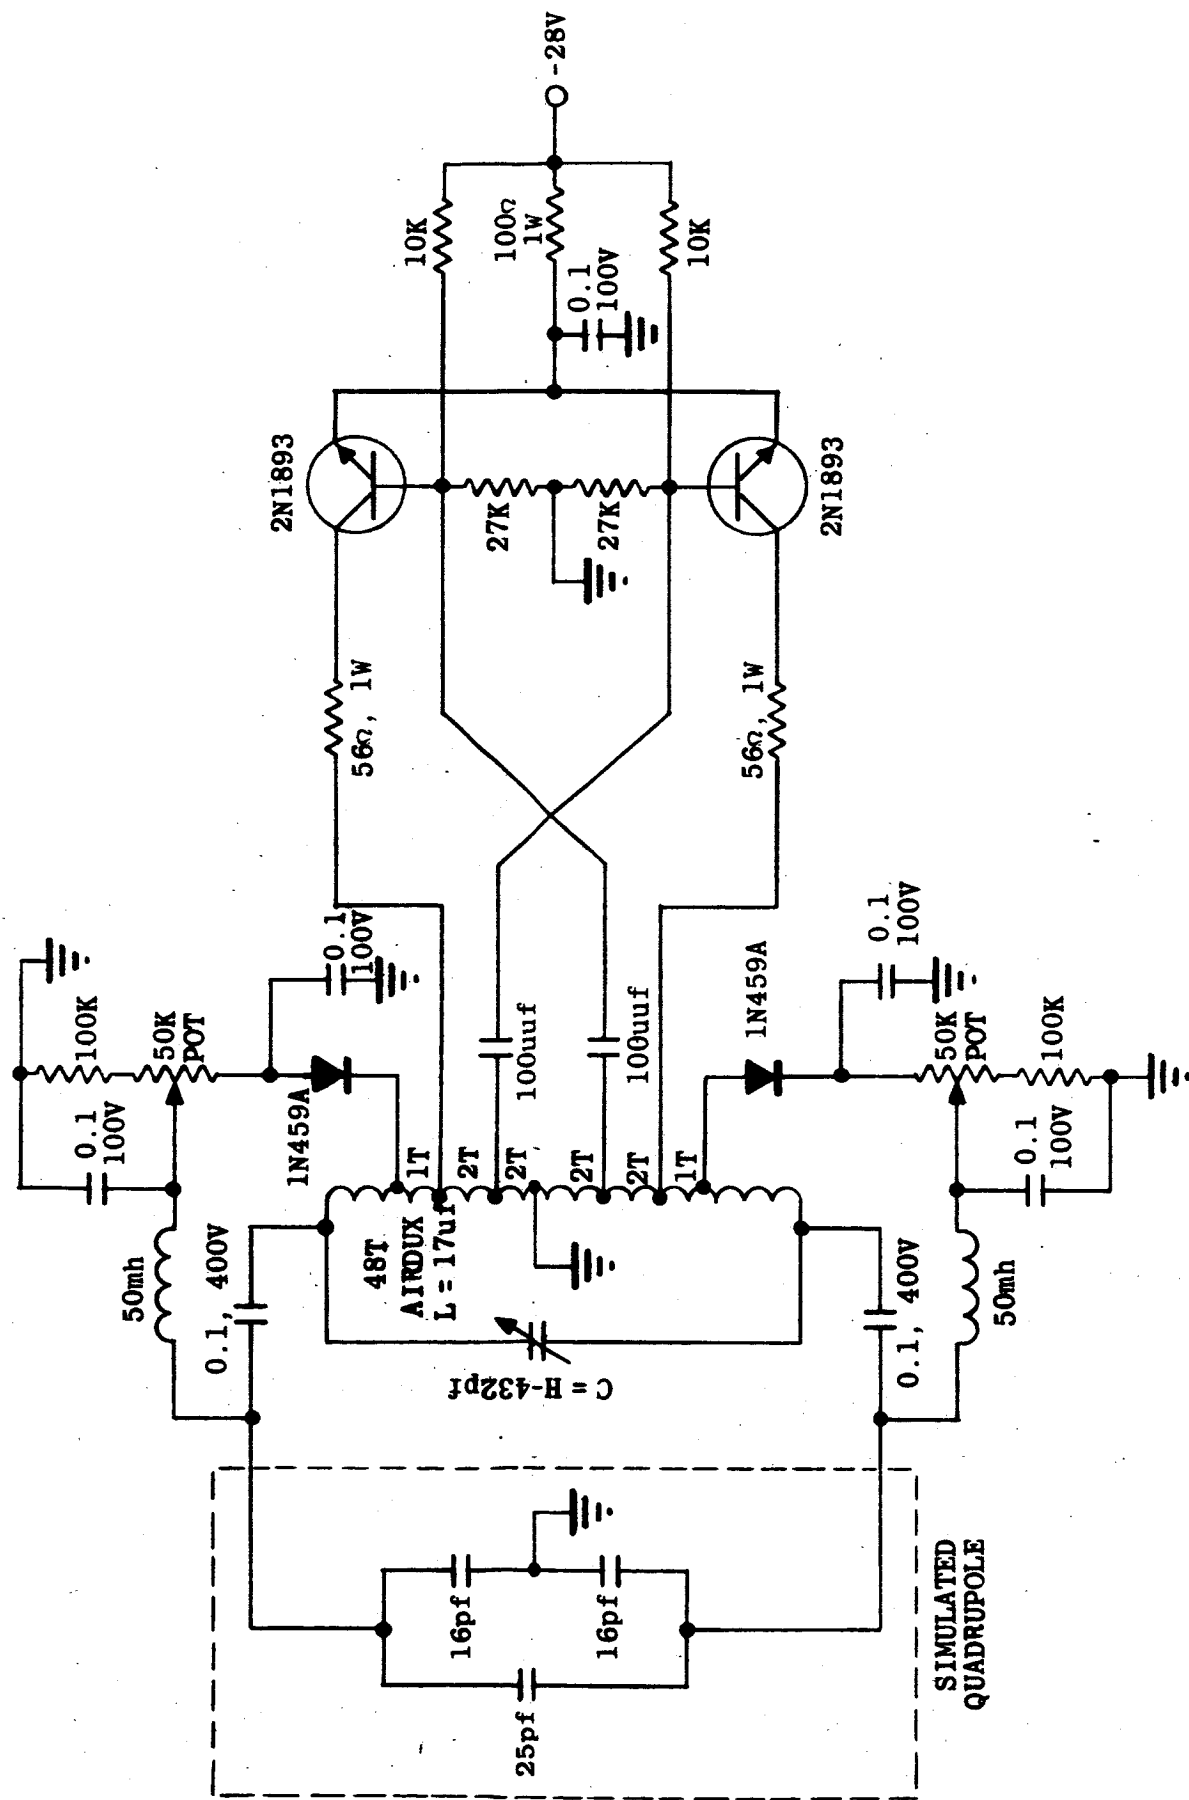 -28V
10K
100Ω
1W
10K
0.1
100V
2N1893
27K
27K
2N1893
56Ω, 1W
56Ω, 1W
100K
50K
POT
0.1
100V
0.1
100V
1N459A
100uuf
100uuf
1N459A
0.1
100V
50K
POT
100K
0.1
100V
1T
2T
2T
2T
2T
1T
48T
AIRDUX
L = 17uf
50mh
0.1, 400V
C = H-432pf
0.1, 400V
50mh
16pf
16pf
25pf
SIMULATED
QUADRUPOLE